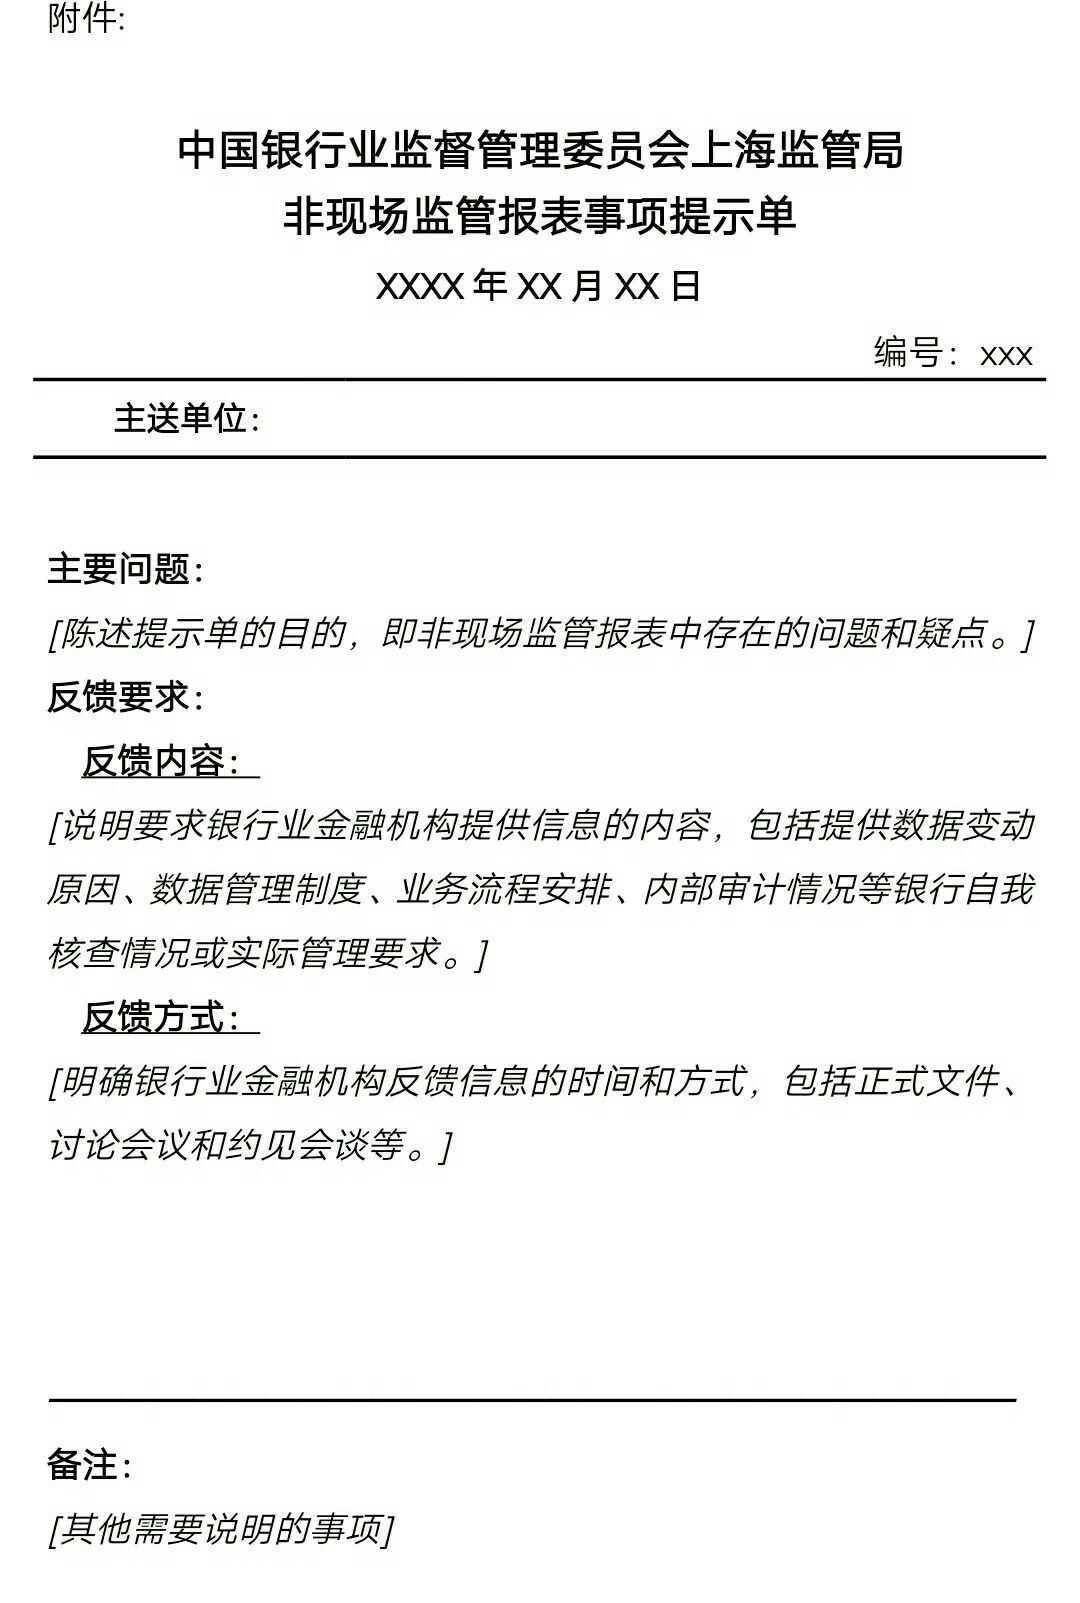 附件:
中国银行业监督管理委员会上海监管局
非现场监管报表事项提示单
XXXX 年 XX 月 XX 日
编号：xxx
主送单位：
主要问题：
[陈述提示单的目的，即非现场监管报表中存在的问题和疑点。]
反馈要求：
反馈内容：
[说明要求银行业金融机构提供信息的内容，包括提供数据变动
原因、数据管理制度、业务流程安排、内部审计情况等银行自我
核查情况或实际管理要求。]
反馈方式：
[明确银行业金融机构反馈信息的时间和方式，包括正式文件、
讨论会议和约见会谈等。]
备注：
[其他需要说明的事项]